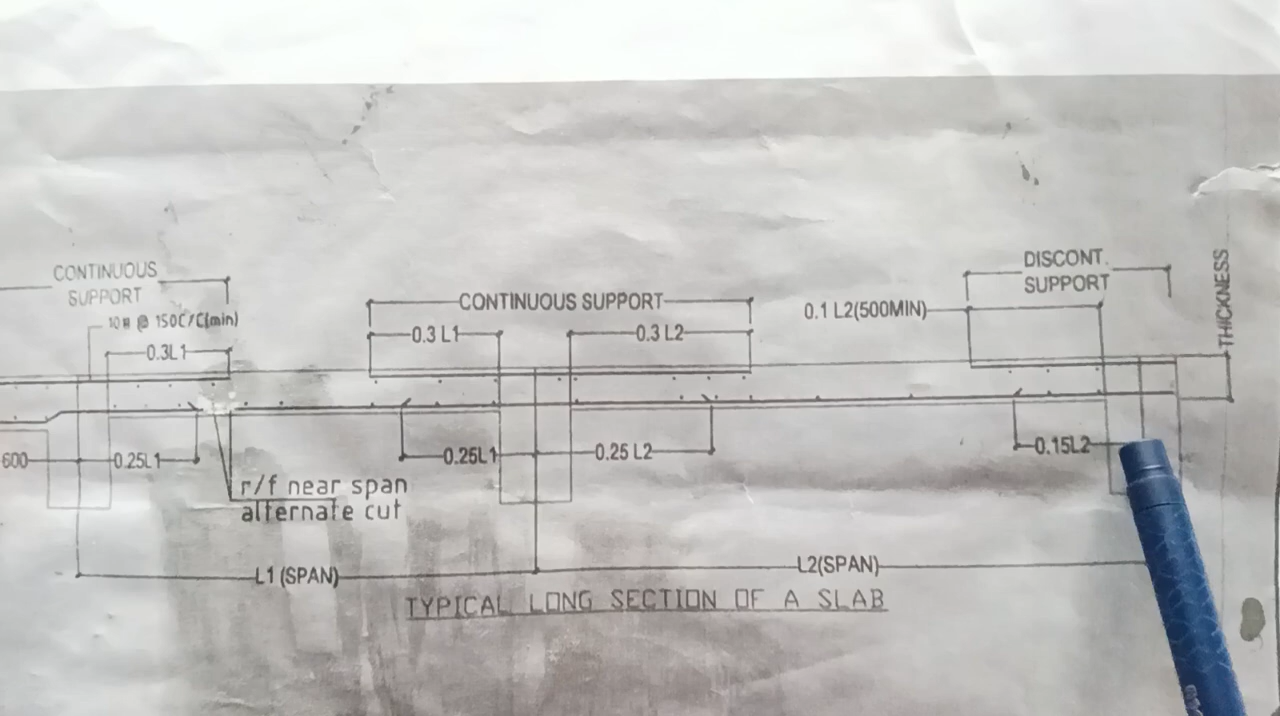 CONTINUOUS
SUPPORT
10# @ 150C/C(min)
0.3L1
CONTINUOUS SUPPORT
0.3 L1
0.3 L2
0.1 L2(500MIN)
DISCONT.
SUPPORT
THICKNESS
600
0.25L1
0.25L1
0.25 L2
0.15L2
r/f near span
alternate cut
L1 (SPAN)
L2(SPAN)
TYPICAL LONG SECTION OF A SLAB